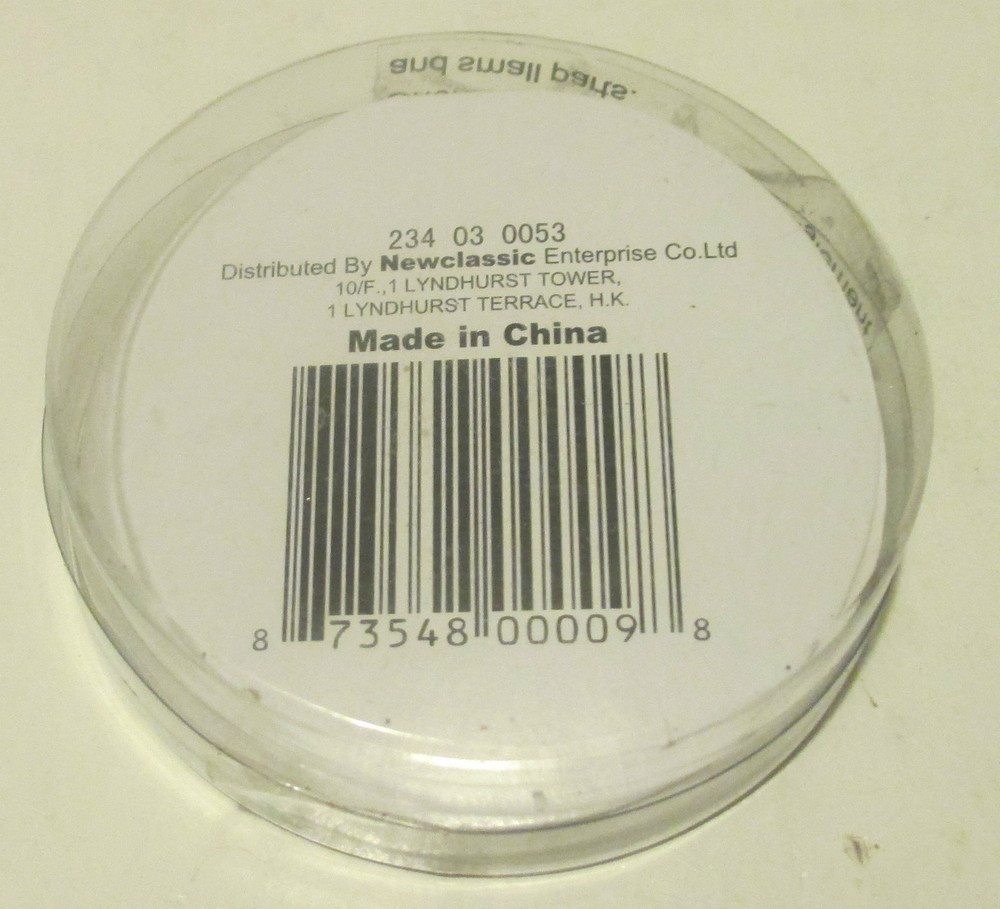 and small parts.
234 03 0053
Distributed By Newclassic Enterprise Co.Ltd
10/F.,1 LYNDHURST TOWER,
1 LYNDHURST TERRACE, H.K.
Made in China
8 73548 00009 8